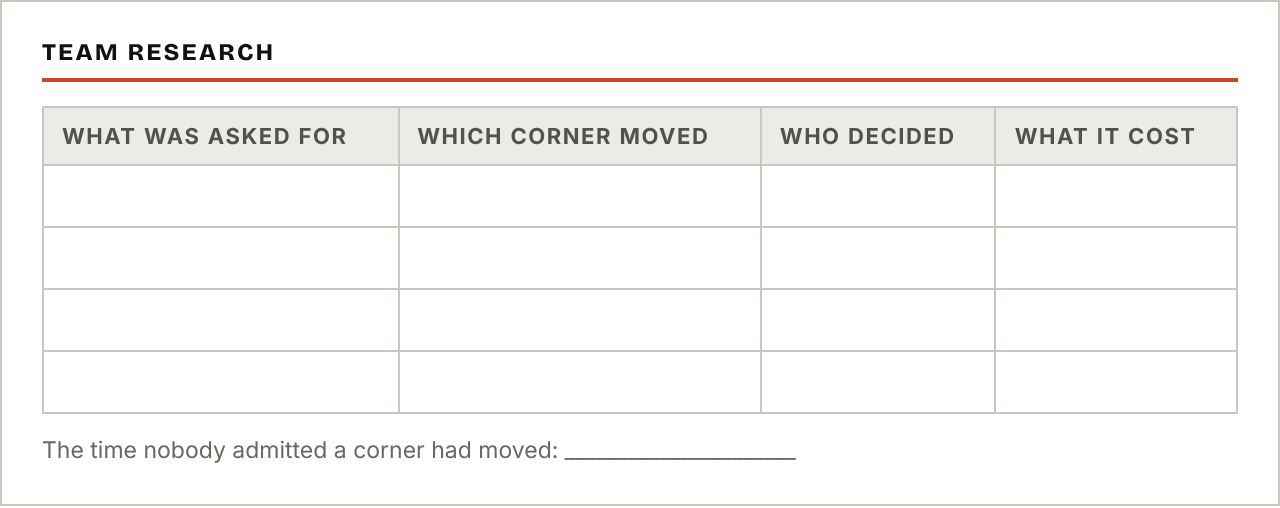 TEAM RESEARCH
WHAT WAS ASKED FOR WHICH CORNER MOVED WHO DECIDED WHAT IT COST
The time nobody admitted a corner had moved: ______________________